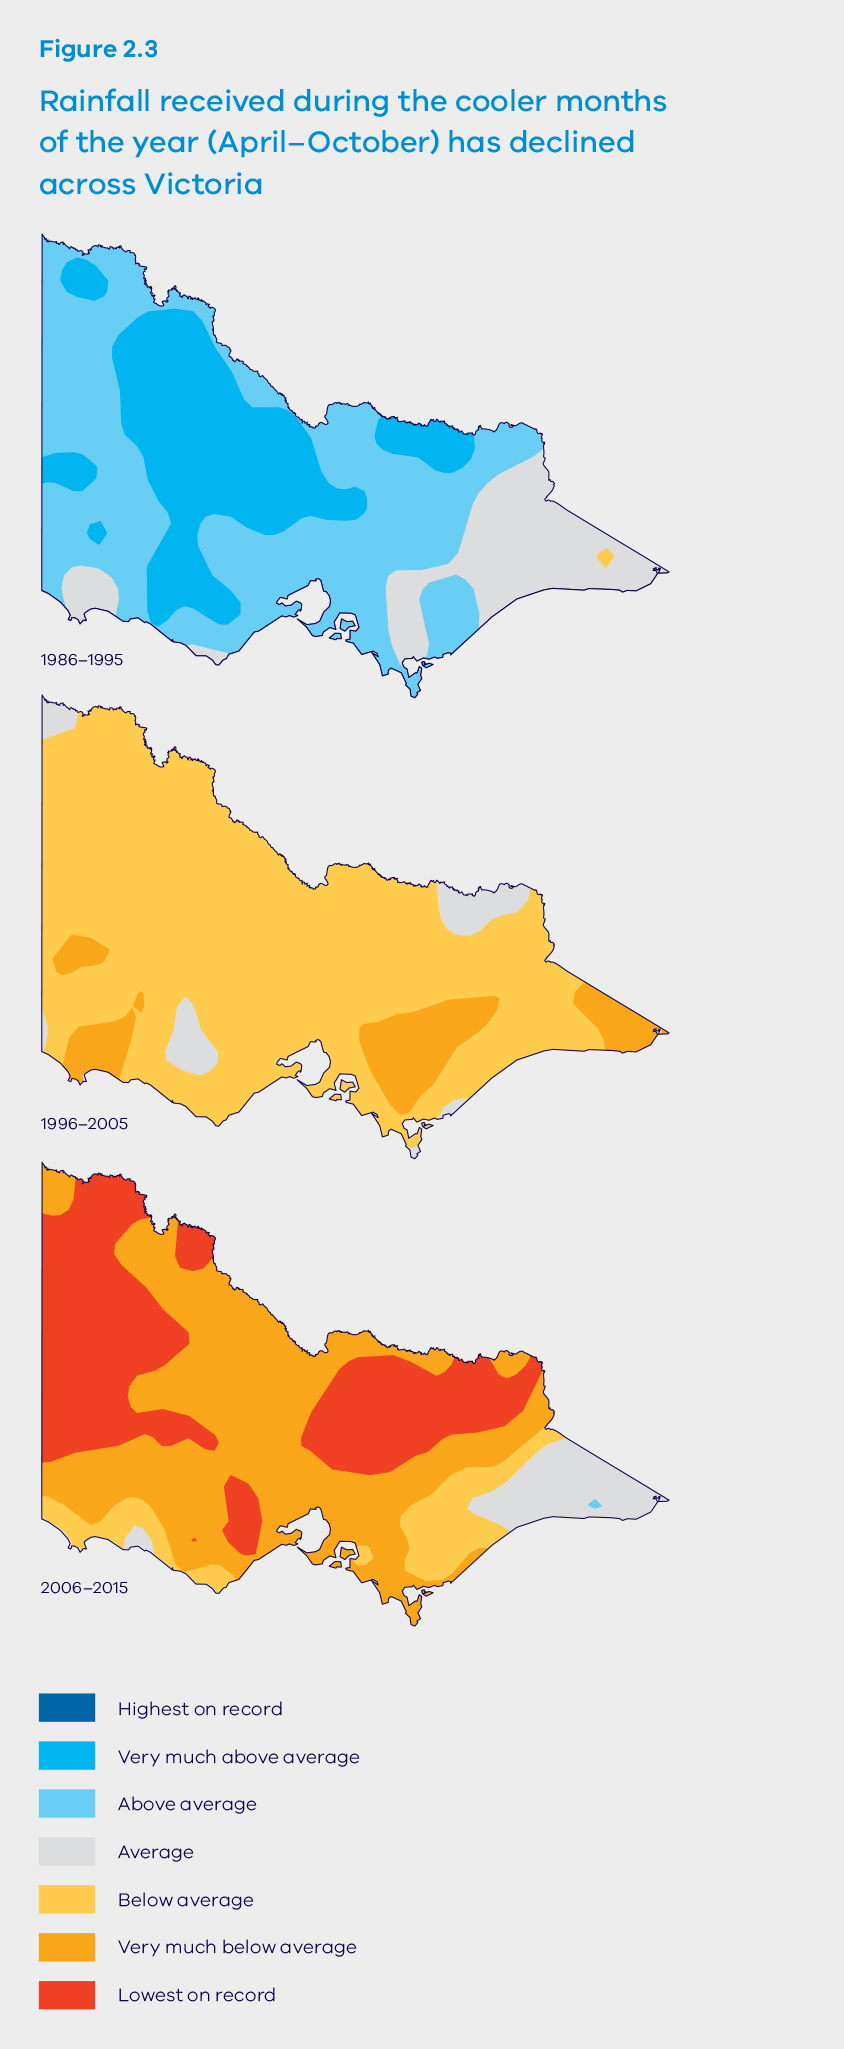 Figure 2.3
Rainfall received during the cooler months
of the year (April–October) has declined
across Victoria
1986–1995
1996–2005
2006–2015
Highest on record
Very much above average
Above average
Average
Below average
Very much below average
Lowest on record